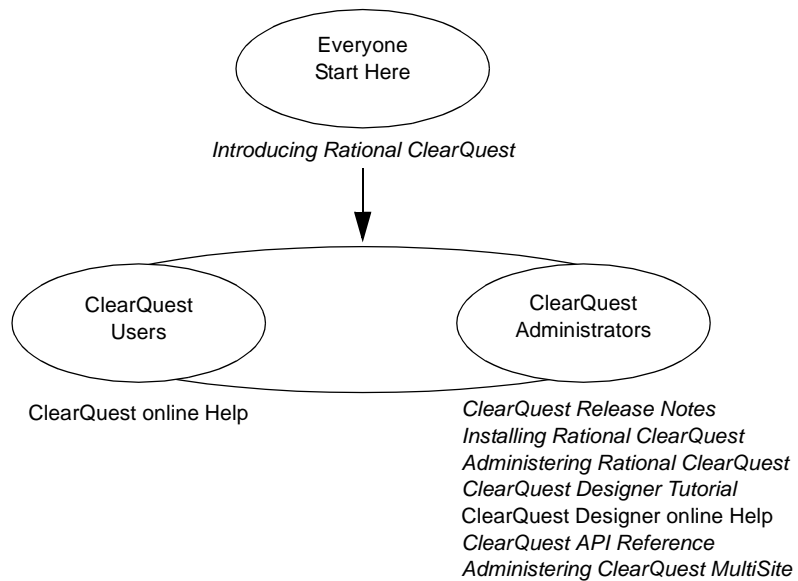 Everyone
Start Here
Introducing Rational ClearQuest
ClearQuest
Users
ClearQuest
Administrators
ClearQuest online Help
ClearQuest Release Notes
Installing Rational ClearQuest
Administering Rational ClearQuest
ClearQuest Designer Tutorial
ClearQuest Designer online Help
ClearQuest API Reference
Administering ClearQuest MultiSite